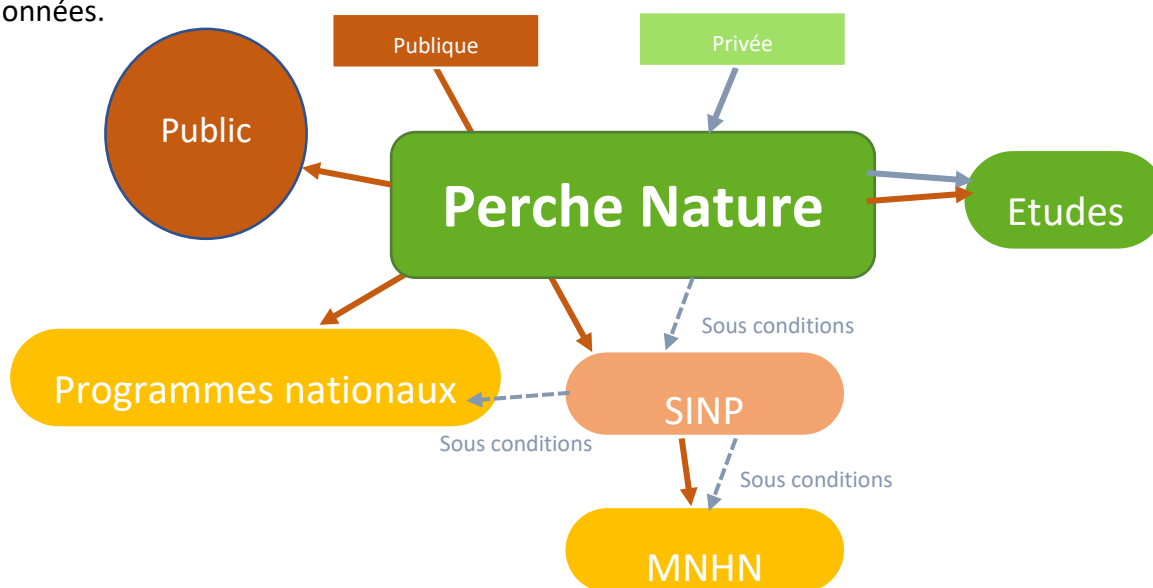 onnées.
Publique
Privée
Public
Perche Nature
Etudes
Sous conditions
Programmes nationaux
SINP
Sous conditions
Sous conditions
MNHN